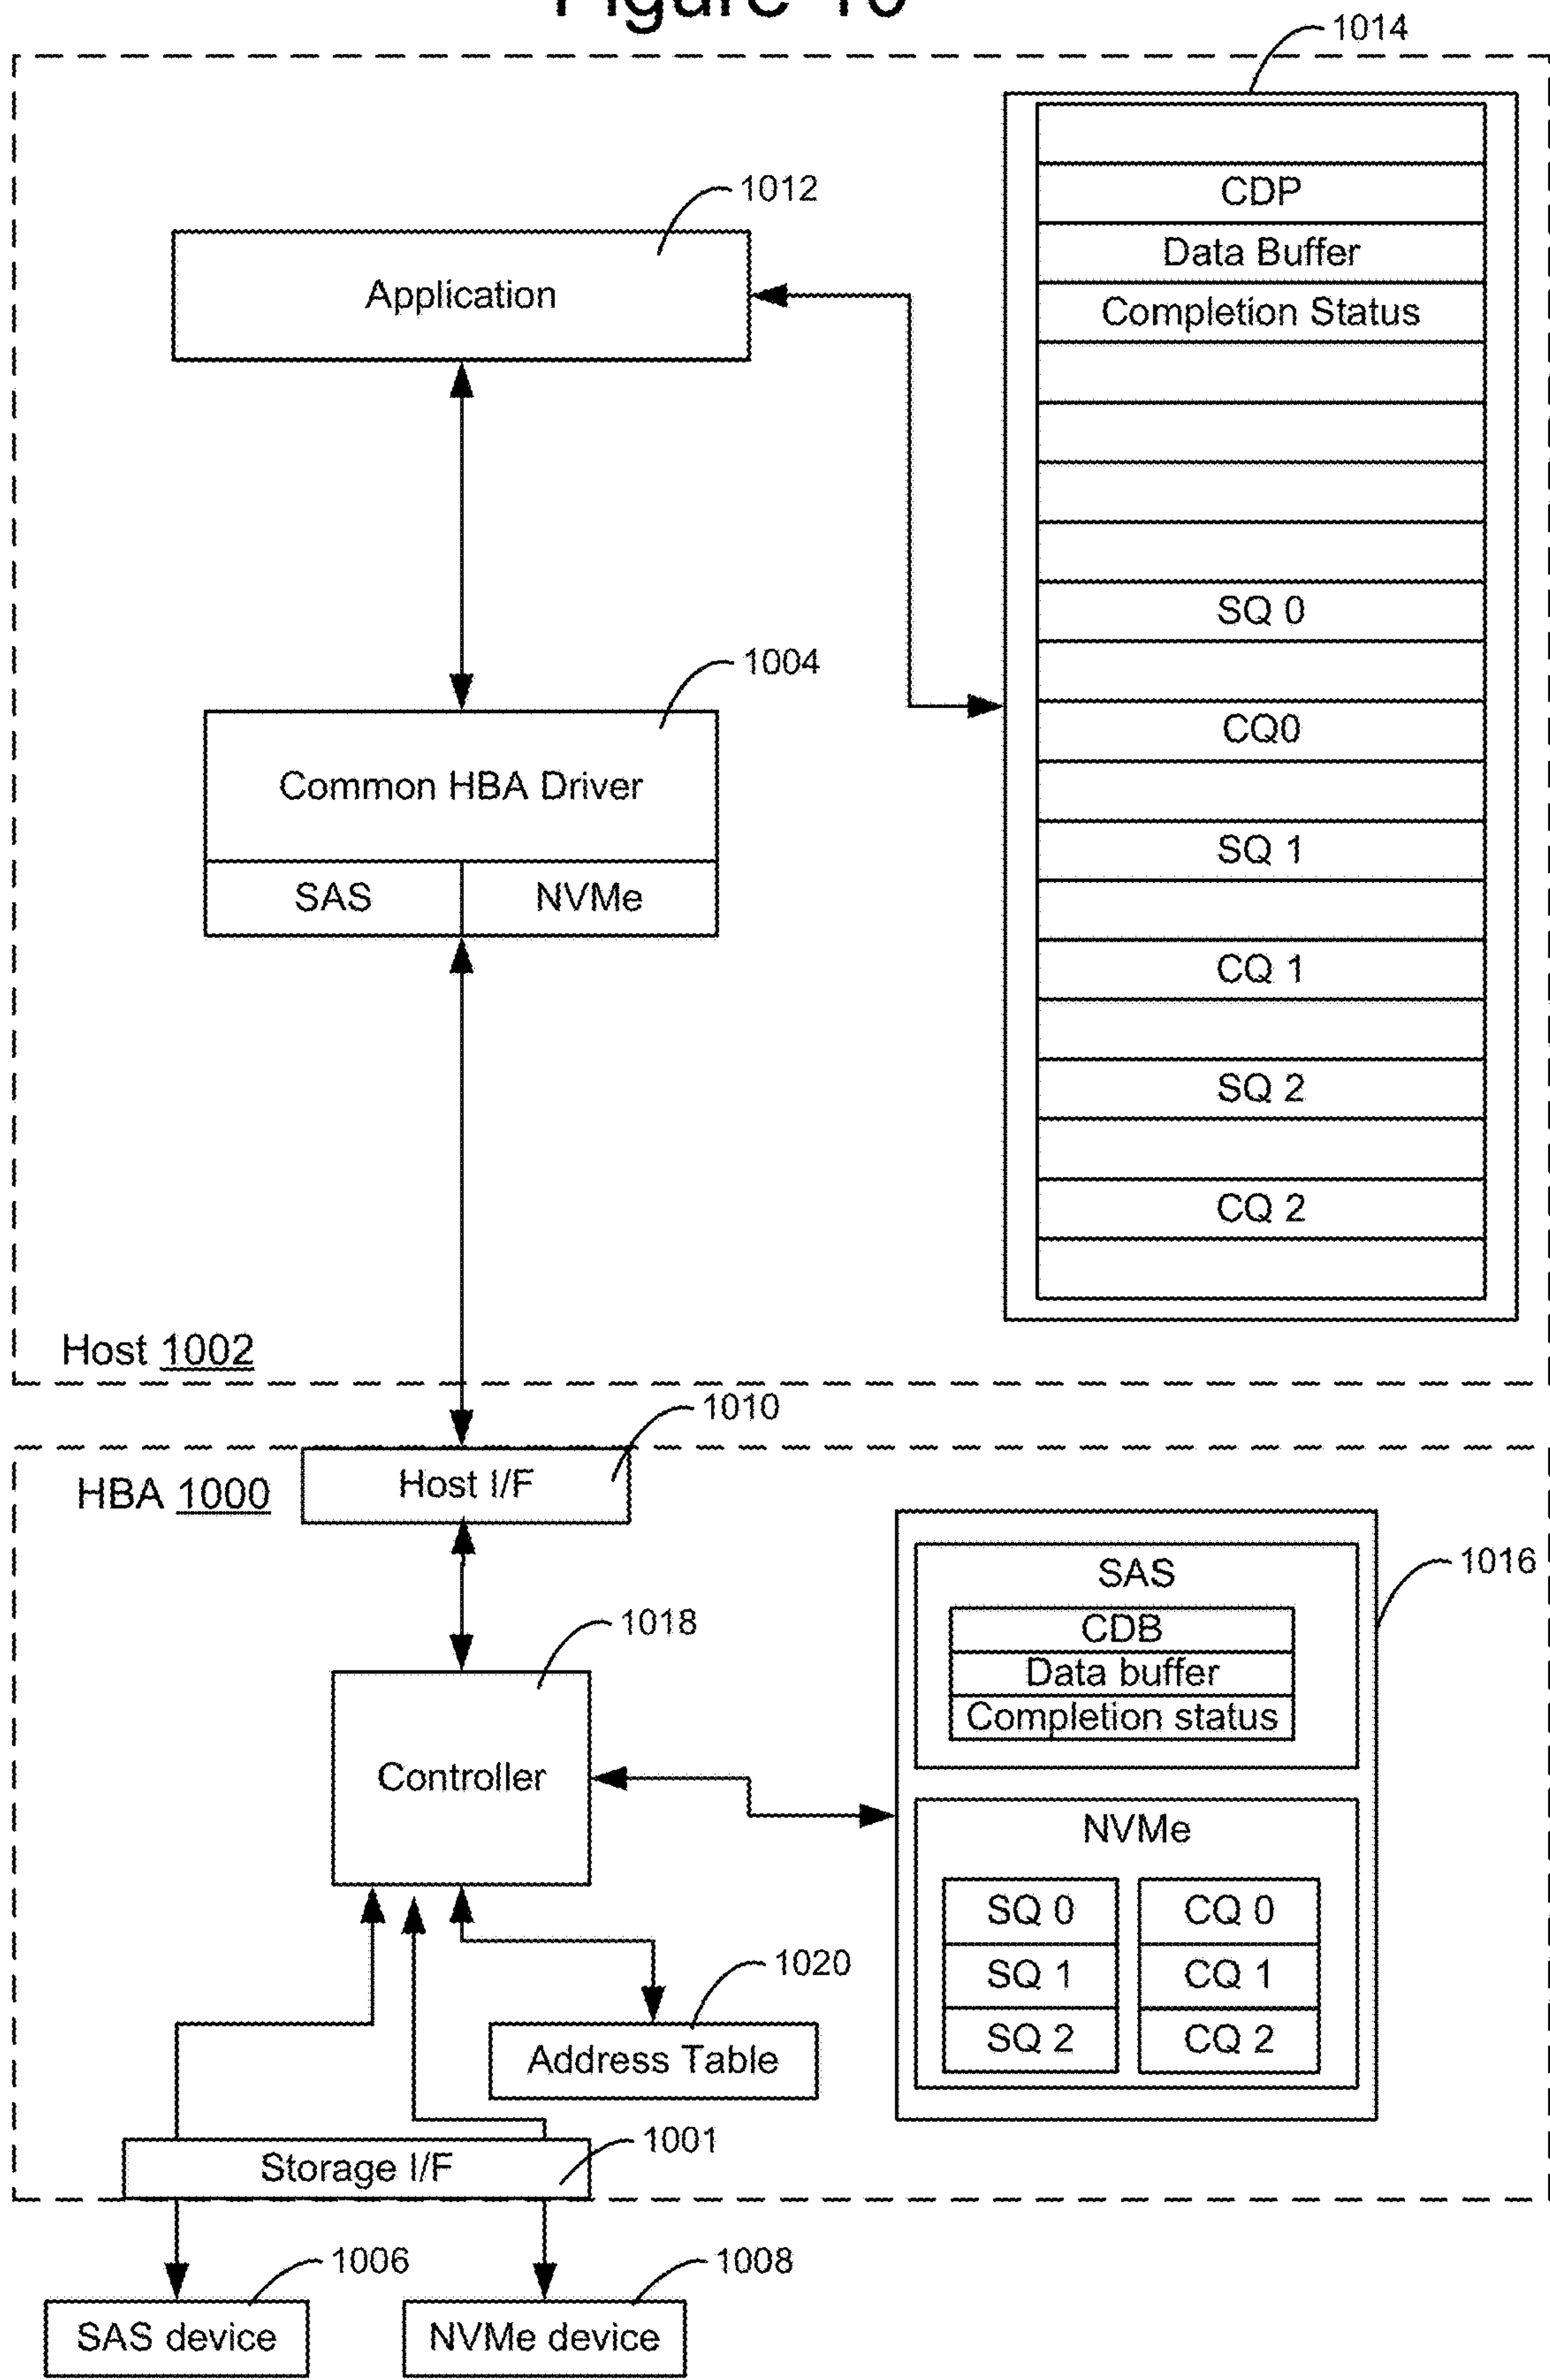 Figure 10
1014
CDP
Data Buffer
Completion Status
SQ 0
CQ0
SQ 1
CQ 1
SQ 2
CQ 2
1012
Application
1004
Common HBA Driver
SAS
NVMe
Host 1002
1010
HBA 1000
Host I/F
1018
Controller
1016
SAS
CDB
Data buffer
Completion status
NVMe
SQ 0
CQ 0
SQ 1
CQ 1
SQ 2
CQ 2
1020
Address Table
1001
Storage I/F
1006
SAS device
1008
NVMe device